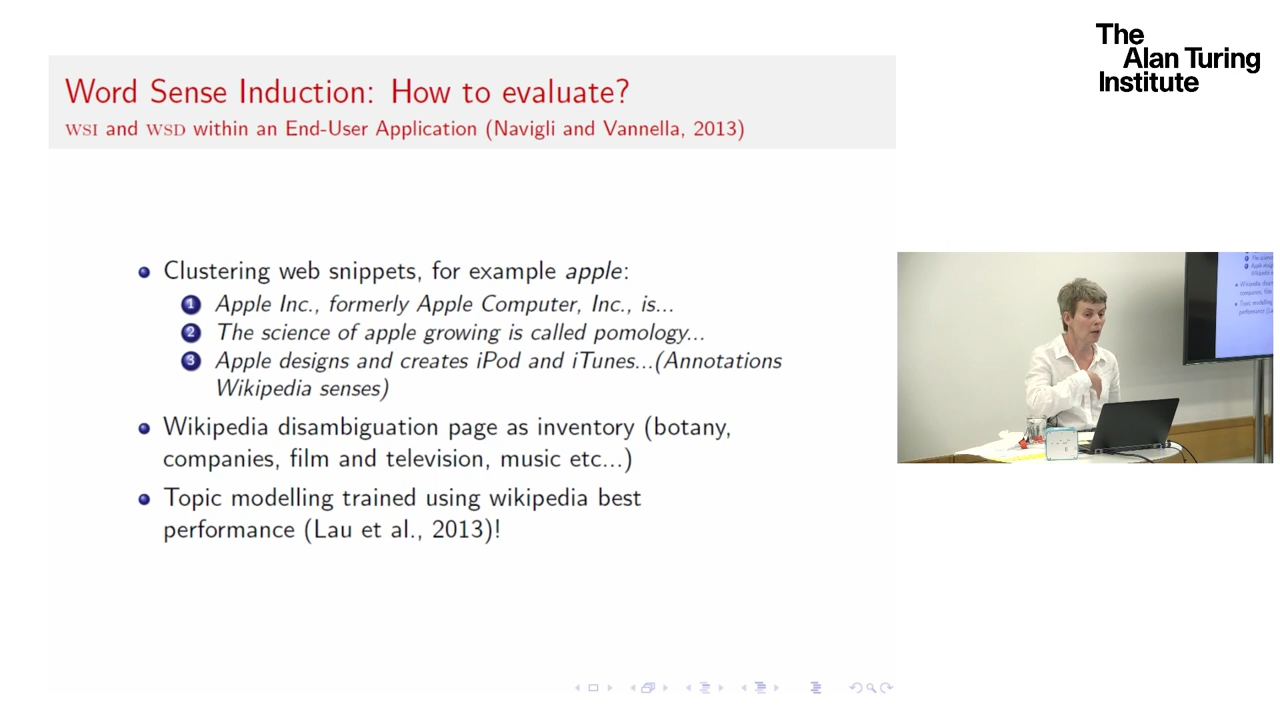 The
Alan Turing
Institute
Word Sense Induction: How to evaluate?
WSI and WSD within an End-User Application (Navigli and Vannella, 2013)
Clustering web snippets, for example apple:
1 Apple Inc., formerly Apple Computer, Inc., is...
2 The science of apple growing is called pomology...
3 Apple designs and creates iPod and iTunes...(Annotations
Wikipedia senses)
Wikipedia disambiguation page as inventory (botany,
companies, film and television, music etc...)
Topic modelling trained using wikipedia best
performance (Lau et al., 2013)!